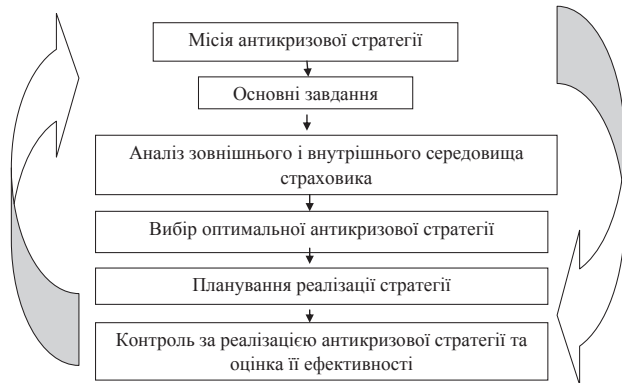 Місія антикризової стратегії
Основні завдання
Аналіз зовнішнього і внутрішнього середовища
страховика
Вибір оптимальної антикризової стратегії
Планування реалізації стратегії
Контроль за реалізацією антикризової стратегії та
оцінка її ефективності